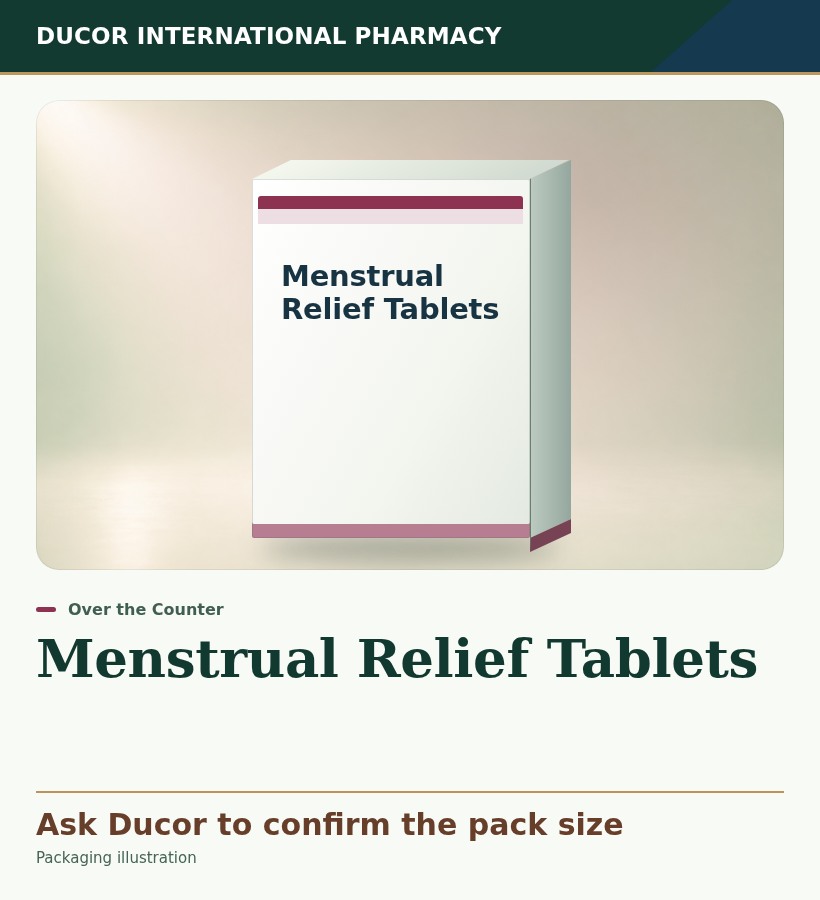 DUCOR INTERNATIONAL PHARMACY
Menstrual
Relief Tablets
Over the Counter
Menstrual Relief Tablets
Ask Ducor to confirm the pack size
Packaging illustration